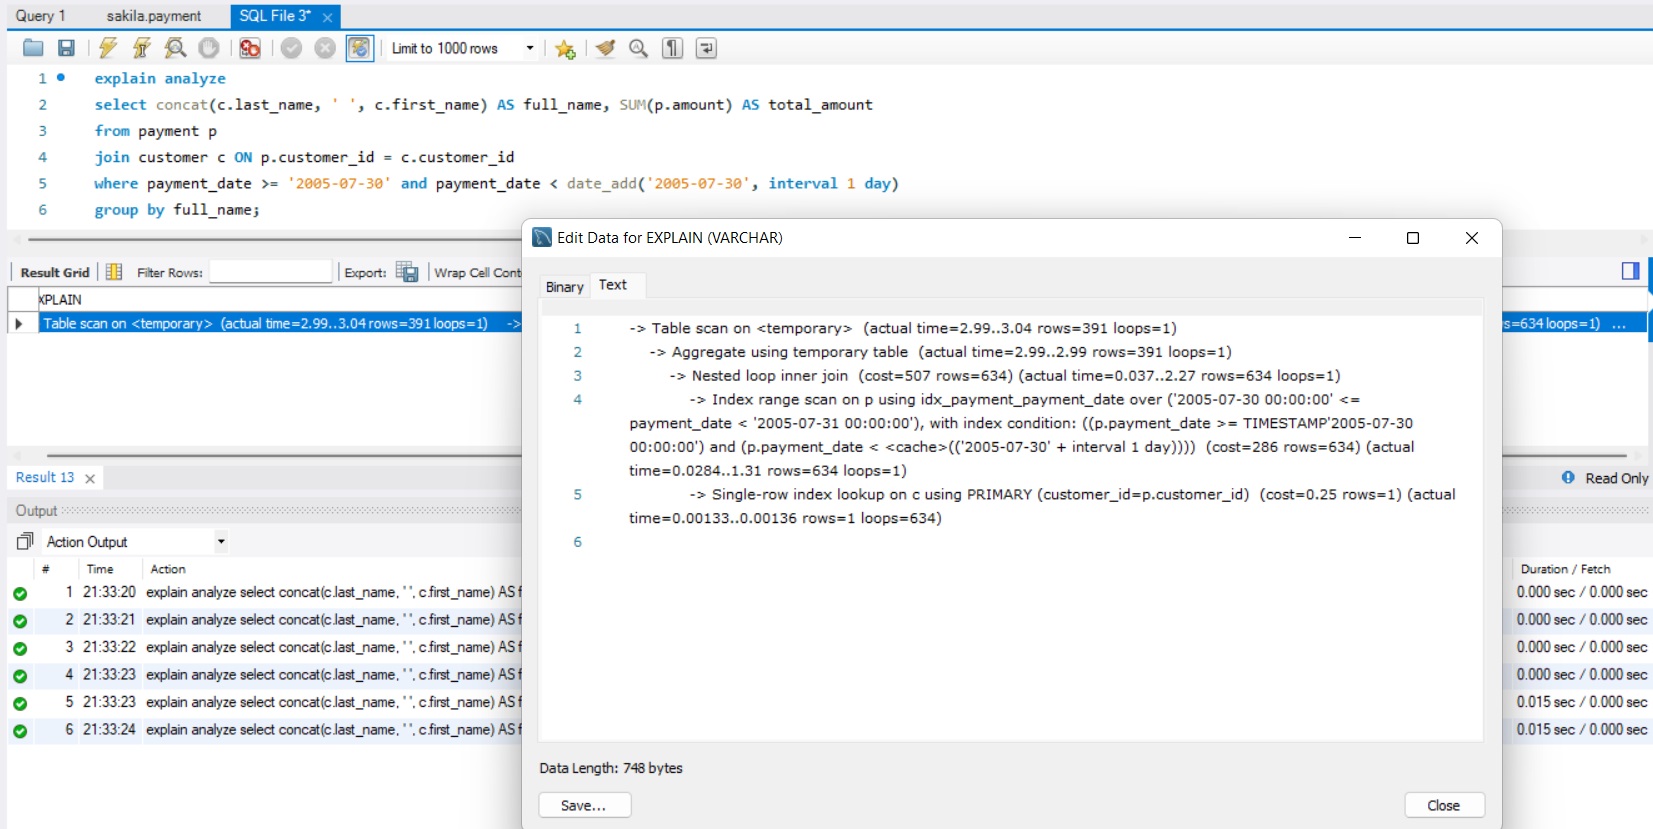 Query 1 sakila.payment SQL File 3*
Limit to 1000 rows
1 explain analyze
2 select concat(c.last_name, ' ', c.first_name) AS full_name, SUM(p.amount) AS total_amount
3 from payment p
4 join customer c ON p.customer_id = c.customer_id
5 where payment_date >= '2005-07-30' and payment_date < date_add('2005-07-30', interval 1 day)
6 group by full_name;
Result Grid Filter Rows: Export: Wrap Cell Cont
XPLAIN
Table scan on <temporary> (actual time=2.99..3.04 rows=391 loops=1) -> s=634 loops=1) ...
Edit Data for EXPLAIN (VARCHAR)
Binary Text
1 -> Table scan on <temporary> (actual time=2.99..3.04 rows=391 loops=1)
2 -> Aggregate using temporary table (actual time=2.99..2.99 rows=391 loops=1)
3 -> Nested loop inner join (cost=507 rows=634) (actual time=0.037..2.27 rows=634 loops=1)
4 -> Index range scan on p using idx_payment_payment_date over ('2005-07-30 00:00:00' <=
payment_date < '2005-07-31 00:00:00'), with index condition: ((p.payment_date >= TIMESTAMP'2005-07-30
00:00:00') and (p.payment_date < <cache>(('2005-07-30' + interval 1 day)))) (cost=286 rows=634) (actual
time=0.0284..1.31 rows=634 loops=1)
5 -> Single-row index lookup on c using PRIMARY (customer_id=p.customer_id) (cost=0.25 rows=1) (actual
time=0.00133..0.00136 rows=1 loops=634)
6
Data Length: 748 bytes
Save... Close
Result 13 Read Only
Output
Action Output
# Time Action Duration / Fetch
1 21:33:20 explain analyze select concat(c.last_name, ' ', c.first_name) AS f 0.000 sec / 0.000 sec
2 21:33:21 explain analyze select concat(c.last_name, ' ', c.first_name) AS f 0.000 sec / 0.000 sec
3 21:33:22 explain analyze select concat(c.last_name, ' ', c.first_name) AS f 0.000 sec / 0.000 sec
4 21:33:23 explain analyze select concat(c.last_name, ' ', c.first_name) AS f 0.000 sec / 0.000 sec
5 21:33:23 explain analyze select concat(c.last_name, ' ', c.first_name) AS f 0.015 sec / 0.000 sec
6 21:33:24 explain analyze select concat(c.last_name, ' ', c.first_name) AS f 0.015 sec / 0.000 sec